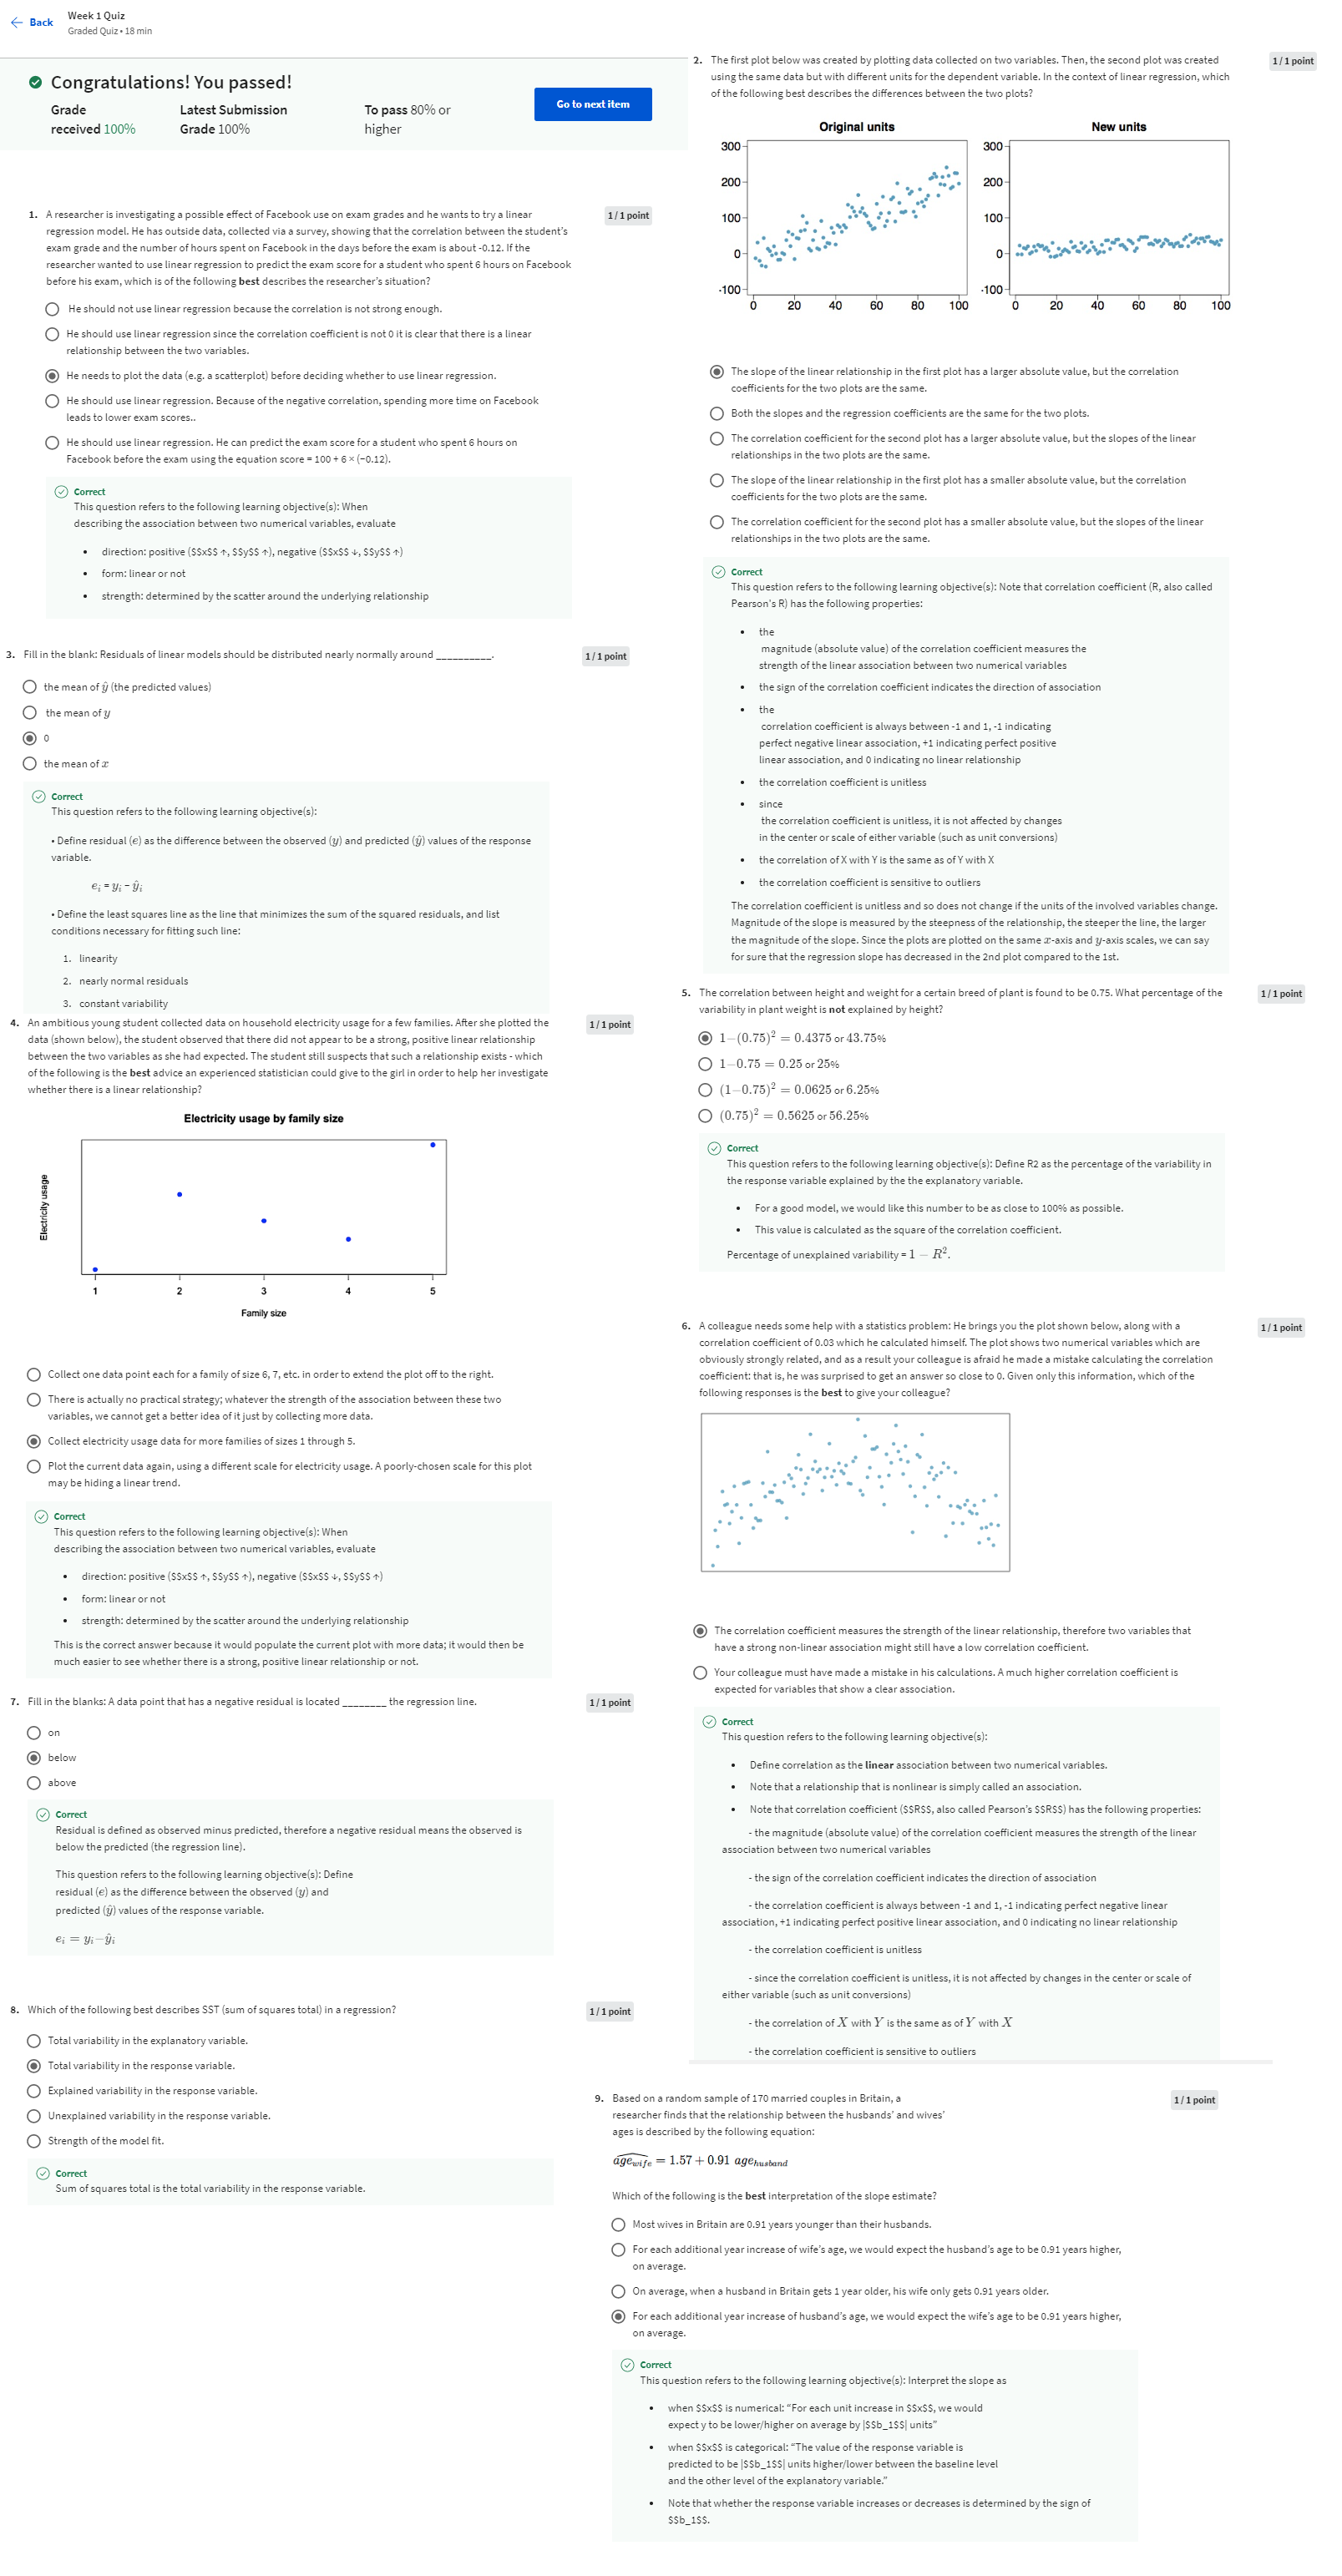 Back
Week 1 Quiz
Graded Quiz • 18 min
Congratulations! You passed!
Grade
received 100%
Latest Submission
Grade 100%
To pass 80% or
higher
Go to next item
1. A researcher is investigating a possible effect of Facebook use on exam grades and he wants to try a linear
regression model. He has outside data, collected via a survey, showing that the correlation between the student's
exam grade and the number of hours spent on Facebook in the days before the exam is about -0.12. If the
researcher wanted to use linear regression to predict the exam score for a student who spent 6 hours on Facebook
before his exam, which is of the following best describes the researcher's situation?
1 / 1 point
He should not use linear regression because the correlation is not strong enough.
He should use linear regression since the correlation coefficient is not 0 it is clear that there is a linear
relationship between the two variables.
He needs to plot the data (e.g. a scatterplot) before deciding whether to use linear regression.
He should use linear regression. Because of the negative correlation, spending more time on Facebook
leads to lower exam scores..
He should use linear regression. He can predict the exam score for a student who spent 6 hours on
Facebook before the exam using the equation score = 100 + 6 × (−0.12).
Correct
This question refers to the following learning objective(s): When
describing the association between two numerical variables, evaluate
• direction: positive ($$x$$ ↑, $$y$$ ↑), negative ($$x$$ ↓, $$y$$ ↑)
• form: linear or not
• strength: determined by the scatter around the underlying relationship
2. The first plot below was created by plotting data collected on two variables. Then, the second plot was created
using the same data but with different units for the dependent variable. In the context of linear regression, which
of the following best describes the differences between the two plots?
1 / 1 point
Original units
300
200
100
0
-100
0 20 40 60 80 100
New units
300
200
100
0
-100
0 20 40 60 80 100
The slope of the linear relationship in the first plot has a larger absolute value, but the correlation
coefficients for the two plots are the same.
Both the slopes and the regression coefficients are the same for the two plots.
The correlation coefficient for the second plot has a larger absolute value, but the slopes of the linear
relationships in the two plots are the same.
The slope of the linear relationship in the first plot has a smaller absolute value, but the correlation
coefficients for the two plots are the same.
The correlation coefficient for the second plot has a smaller absolute value, but the slopes of the linear
relationships in the two plots are the same.
Correct
This question refers to the following learning objective(s): Note that correlation coefficient (R, also called
Pearson's R) has the following properties:
• the
magnitude (absolute value) of the correlation coefficient measures the
strength of the linear association between two numerical variables
• the sign of the correlation coefficient indicates the direction of association
• the
correlation coefficient is always between -1 and 1, -1 indicating
perfect negative linear association, +1 indicating perfect positive
linear association, and 0 indicating no linear relationship
• the correlation coefficient is unitless
• since
the correlation coefficient is unitless, it is not affected by changes
in the center or scale of either variable (such as unit conversions)
• the correlation of X with Y is the same as of Y with X
• the correlation coefficient is sensitive to outliers
The correlation coefficient is unitless and so does not change if the units of the involved variables change.
Magnitude of the slope is measured by the steepness of the relationship, the steeper the line, the larger
the magnitude of the slope. Since the plots are plotted on the same x-axis and y-axis scales, we can say
for sure that the regression slope has decreased in the 2nd plot compared to the 1st.
3. Fill in the blank: Residuals of linear models should be distributed nearly normally around __________.
1 / 1 point
the mean of ŷ (the predicted values)
the mean of y
0
the mean of x
Correct
This question refers to the following learning objective(s):
• Define residual (e) as the difference between the observed (y) and predicted (ŷ) values of the response
variable.
eᵢ = yᵢ − ŷᵢ
• Define the least squares line as the line that minimizes the sum of the squared residuals, and list
conditions necessary for fitting such line:
1. linearity
2. nearly normal residuals
3. constant variability
4. An ambitious young student collected data on household electricity usage for a few families. After she plotted the
data (shown below), the student observed that there did not appear to be a strong, positive linear relationship
between the two variables as she had expected. The student still suspects that such a relationship exists - which
of the following is the best advice an experienced statistician could give to the girl in order to help her investigate
whether there is a linear relationship?
1 / 1 point
Electricity usage by family size
Electricity usage
1 2 3 4 5
Family size
Collect one data point each for a family of size 6, 7, etc. in order to extend the plot off to the right.
There is actually no practical strategy; whatever the strength of the association between these two
variables, we cannot get a better idea of it just by collecting more data.
Collect electricity usage data for more families of sizes 1 through 5.
Plot the current data again, using a different scale for electricity usage. A poorly-chosen scale for this plot
may be hiding a linear trend.
Correct
This question refers to the following learning objective(s): When
describing the association between two numerical variables, evaluate
• direction: positive ($$x$$ ↑, $$y$$ ↑), negative ($$x$$ ↓, $$y$$ ↑)
• form: linear or not
• strength: determined by the scatter around the underlying relationship
This is the correct answer because it would populate the current plot with more data; it would then be
much easier to see whether there is a strong, positive linear relationship or not.
5. The correlation between height and weight for a certain breed of plant is found to be 0.75. What percentage of the
variability in plant weight is not explained by height?
1 / 1 point
1−(0.75)² = 0.4375 or 43.75%
1−0.75 = 0.25 or 25%
(1−0.75)² = 0.0625 or 6.25%
(0.75)² = 0.5625 or 56.25%
Correct
This question refers to the following learning objective(s): Define R2 as the percentage of the variability in
the response variable explained by the the explanatory variable.
• For a good model, we would like this number to be as close to 100% as possible.
• This value is calculated as the square of the correlation coefficient.
Percentage of unexplained variability = 1 − R².
6. A colleague needs some help with a statistics problem: He brings you the plot shown below, along with a
correlation coefficient of 0.03 which he calculated himself. The plot shows two numerical variables which are
obviously strongly related, and as a result your colleague is afraid he made a mistake calculating the correlation
coefficient: that is, he was surprised to get an answer so close to 0. Given only this information, which of the
following responses is the best to give your colleague?
1 / 1 point
The correlation coefficient measures the strength of the linear relationship, therefore two variables that
have a strong non-linear association might still have a low correlation coefficient.
Your colleague must have made a mistake in his calculations. A much higher correlation coefficient is
expected for variables that show a clear association.
Correct
This question refers to the following learning objective(s):
• Define correlation as the linear association between two numerical variables.
• Note that a relationship that is nonlinear is simply called an association.
• Note that correlation coefficient ($$R$$, also called Pearson's $$R$$) has the following properties:
- the magnitude (absolute value) of the correlation coefficient measures the strength of the linear
association between two numerical variables
- the sign of the correlation coefficient indicates the direction of association
- the correlation coefficient is always between -1 and 1, -1 indicating perfect negative linear
association, +1 indicating perfect positive linear association, and 0 indicating no linear relationship
- the correlation coefficient is unitless
- since the correlation coefficient is unitless, it is not affected by changes in the center or scale of
either variable (such as unit conversions)
- the correlation of X with Y is the same as of Y with X
- the correlation coefficient is sensitive to outliers
7. Fill in the blanks: A data point that has a negative residual is located ________ the regression line.
1 / 1 point
on
below
above
Correct
Residual is defined as observed minus predicted, therefore a negative residual means the observed is
below the predicted (the regression line).
This question refers to the following learning objective(s): Define
residual (e) as the difference between the observed (y) and
predicted (ŷ) values of the response variable.
eᵢ = yᵢ−ŷᵢ
8. Which of the following best describes SST (sum of squares total) in a regression?
1 / 1 point
Total variability in the explanatory variable.
Total variability in the response variable.
Explained variability in the response variable.
Unexplained variability in the response variable.
Strength of the model fit.
Correct
Sum of squares total is the total variability in the response variable.
9. Based on a random sample of 170 married couples in Britain, a
researcher finds that the relationship between the husbands' and wives'
ages is described by the following equation:
1 / 1 point
age_wife = 1.57 + 0.91 age_husband
Which of the following is the best interpretation of the slope estimate?
Most wives in Britain are 0.91 years younger than their husbands.
For each additional year increase of wife's age, we would expect the husband's age to be 0.91 years higher,
on average.
On average, when a husband in Britain gets 1 year older, his wife only gets 0.91 years older.
For each additional year increase of husband's age, we would expect the wife's age to be 0.91 years higher,
on average.
Correct
This question refers to the following learning objective(s): Interpret the slope as
• when $$x$$ is numerical: “For each unit increase in $$x$$, we would
expect y to be lower/higher on average by |$$b_1$$| units”
• when $$x$$ is categorical: “The value of the response variable is
predicted to be |$$b_1$$| units higher/lower between the baseline level
and the other level of the explanatory variable.”
• Note that whether the response variable increases or decreases is determined by the sign of
$$b_1$$.